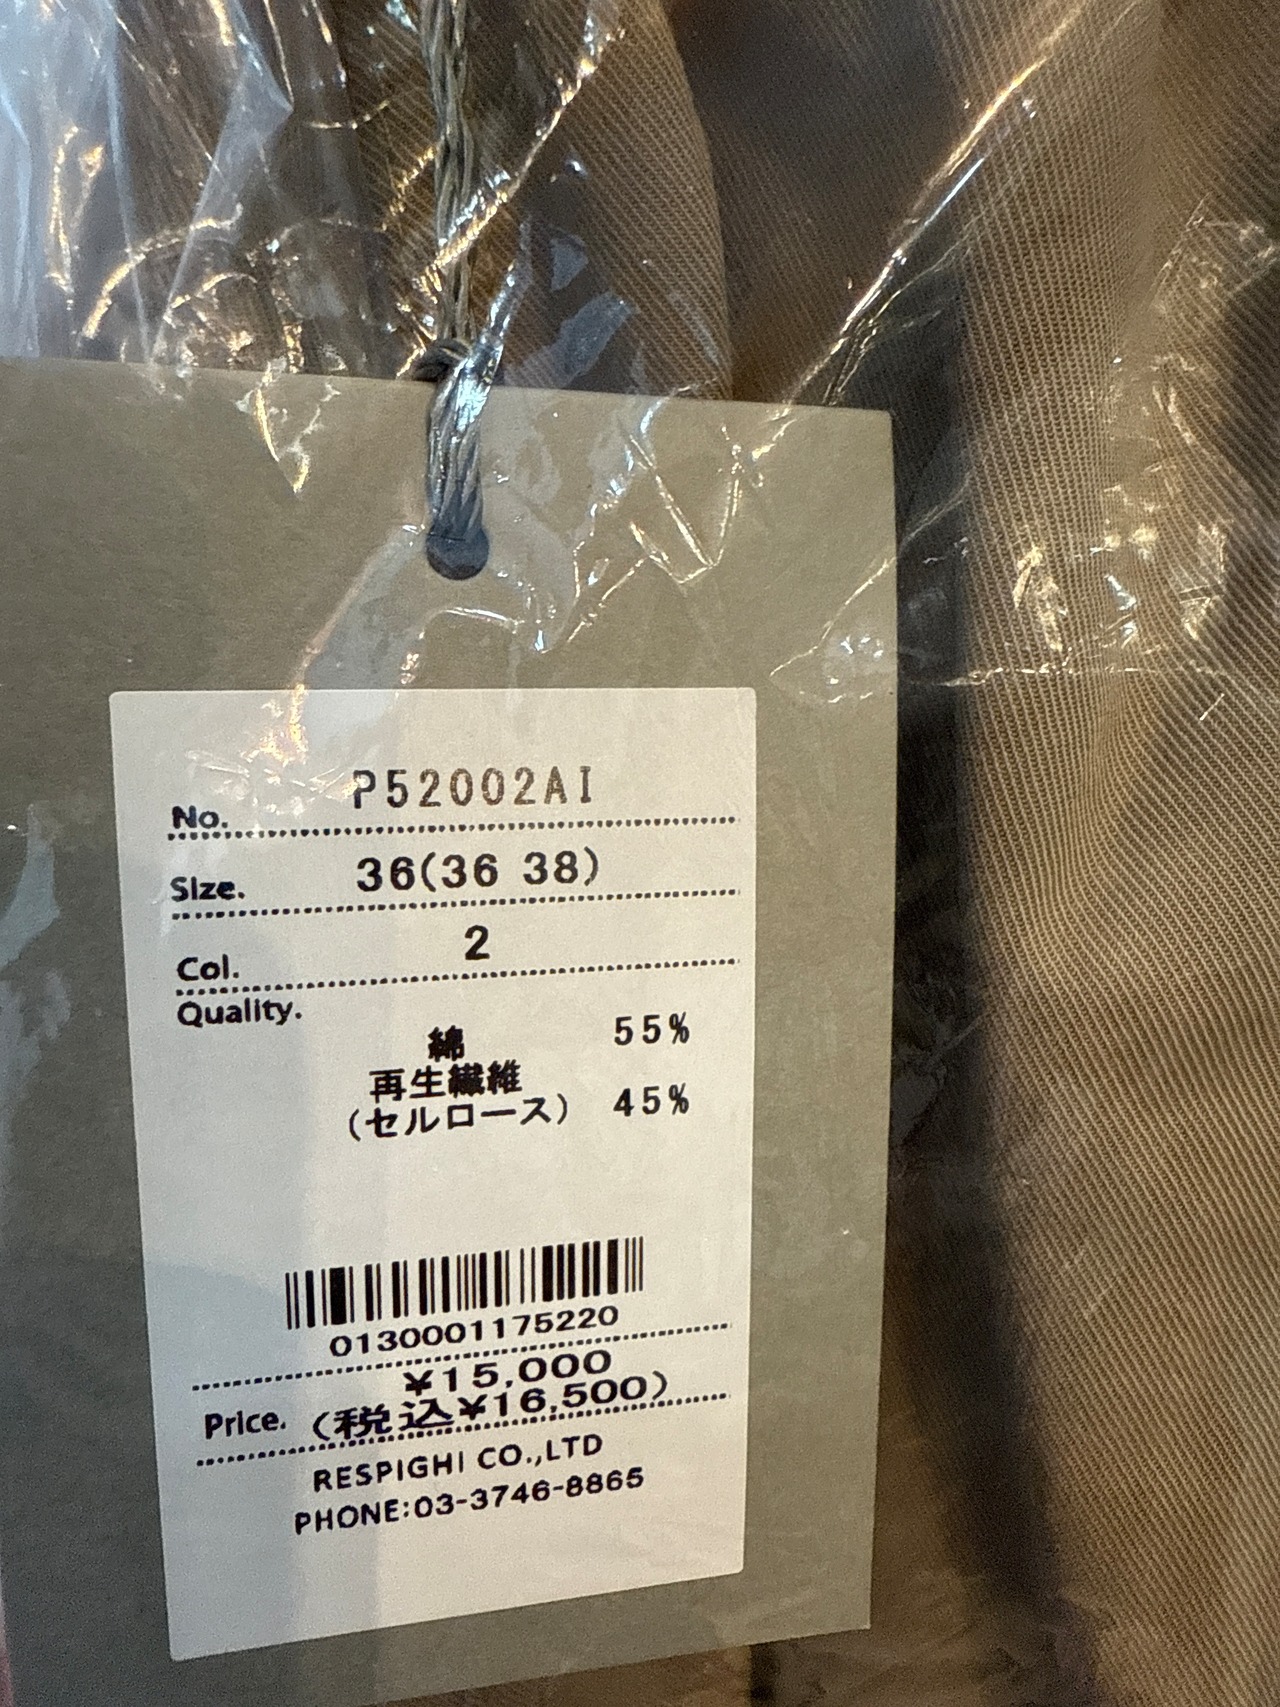 No. P52002AI
Size. 36(36 38)
Col. 2
Quality.
綿 55%
再生繊維
(セルロース) 45%
0130001175220
¥15,000
Price. (税込¥16,500)
RESPIGHI CO.,LTD
PHONE:03-3746-8865